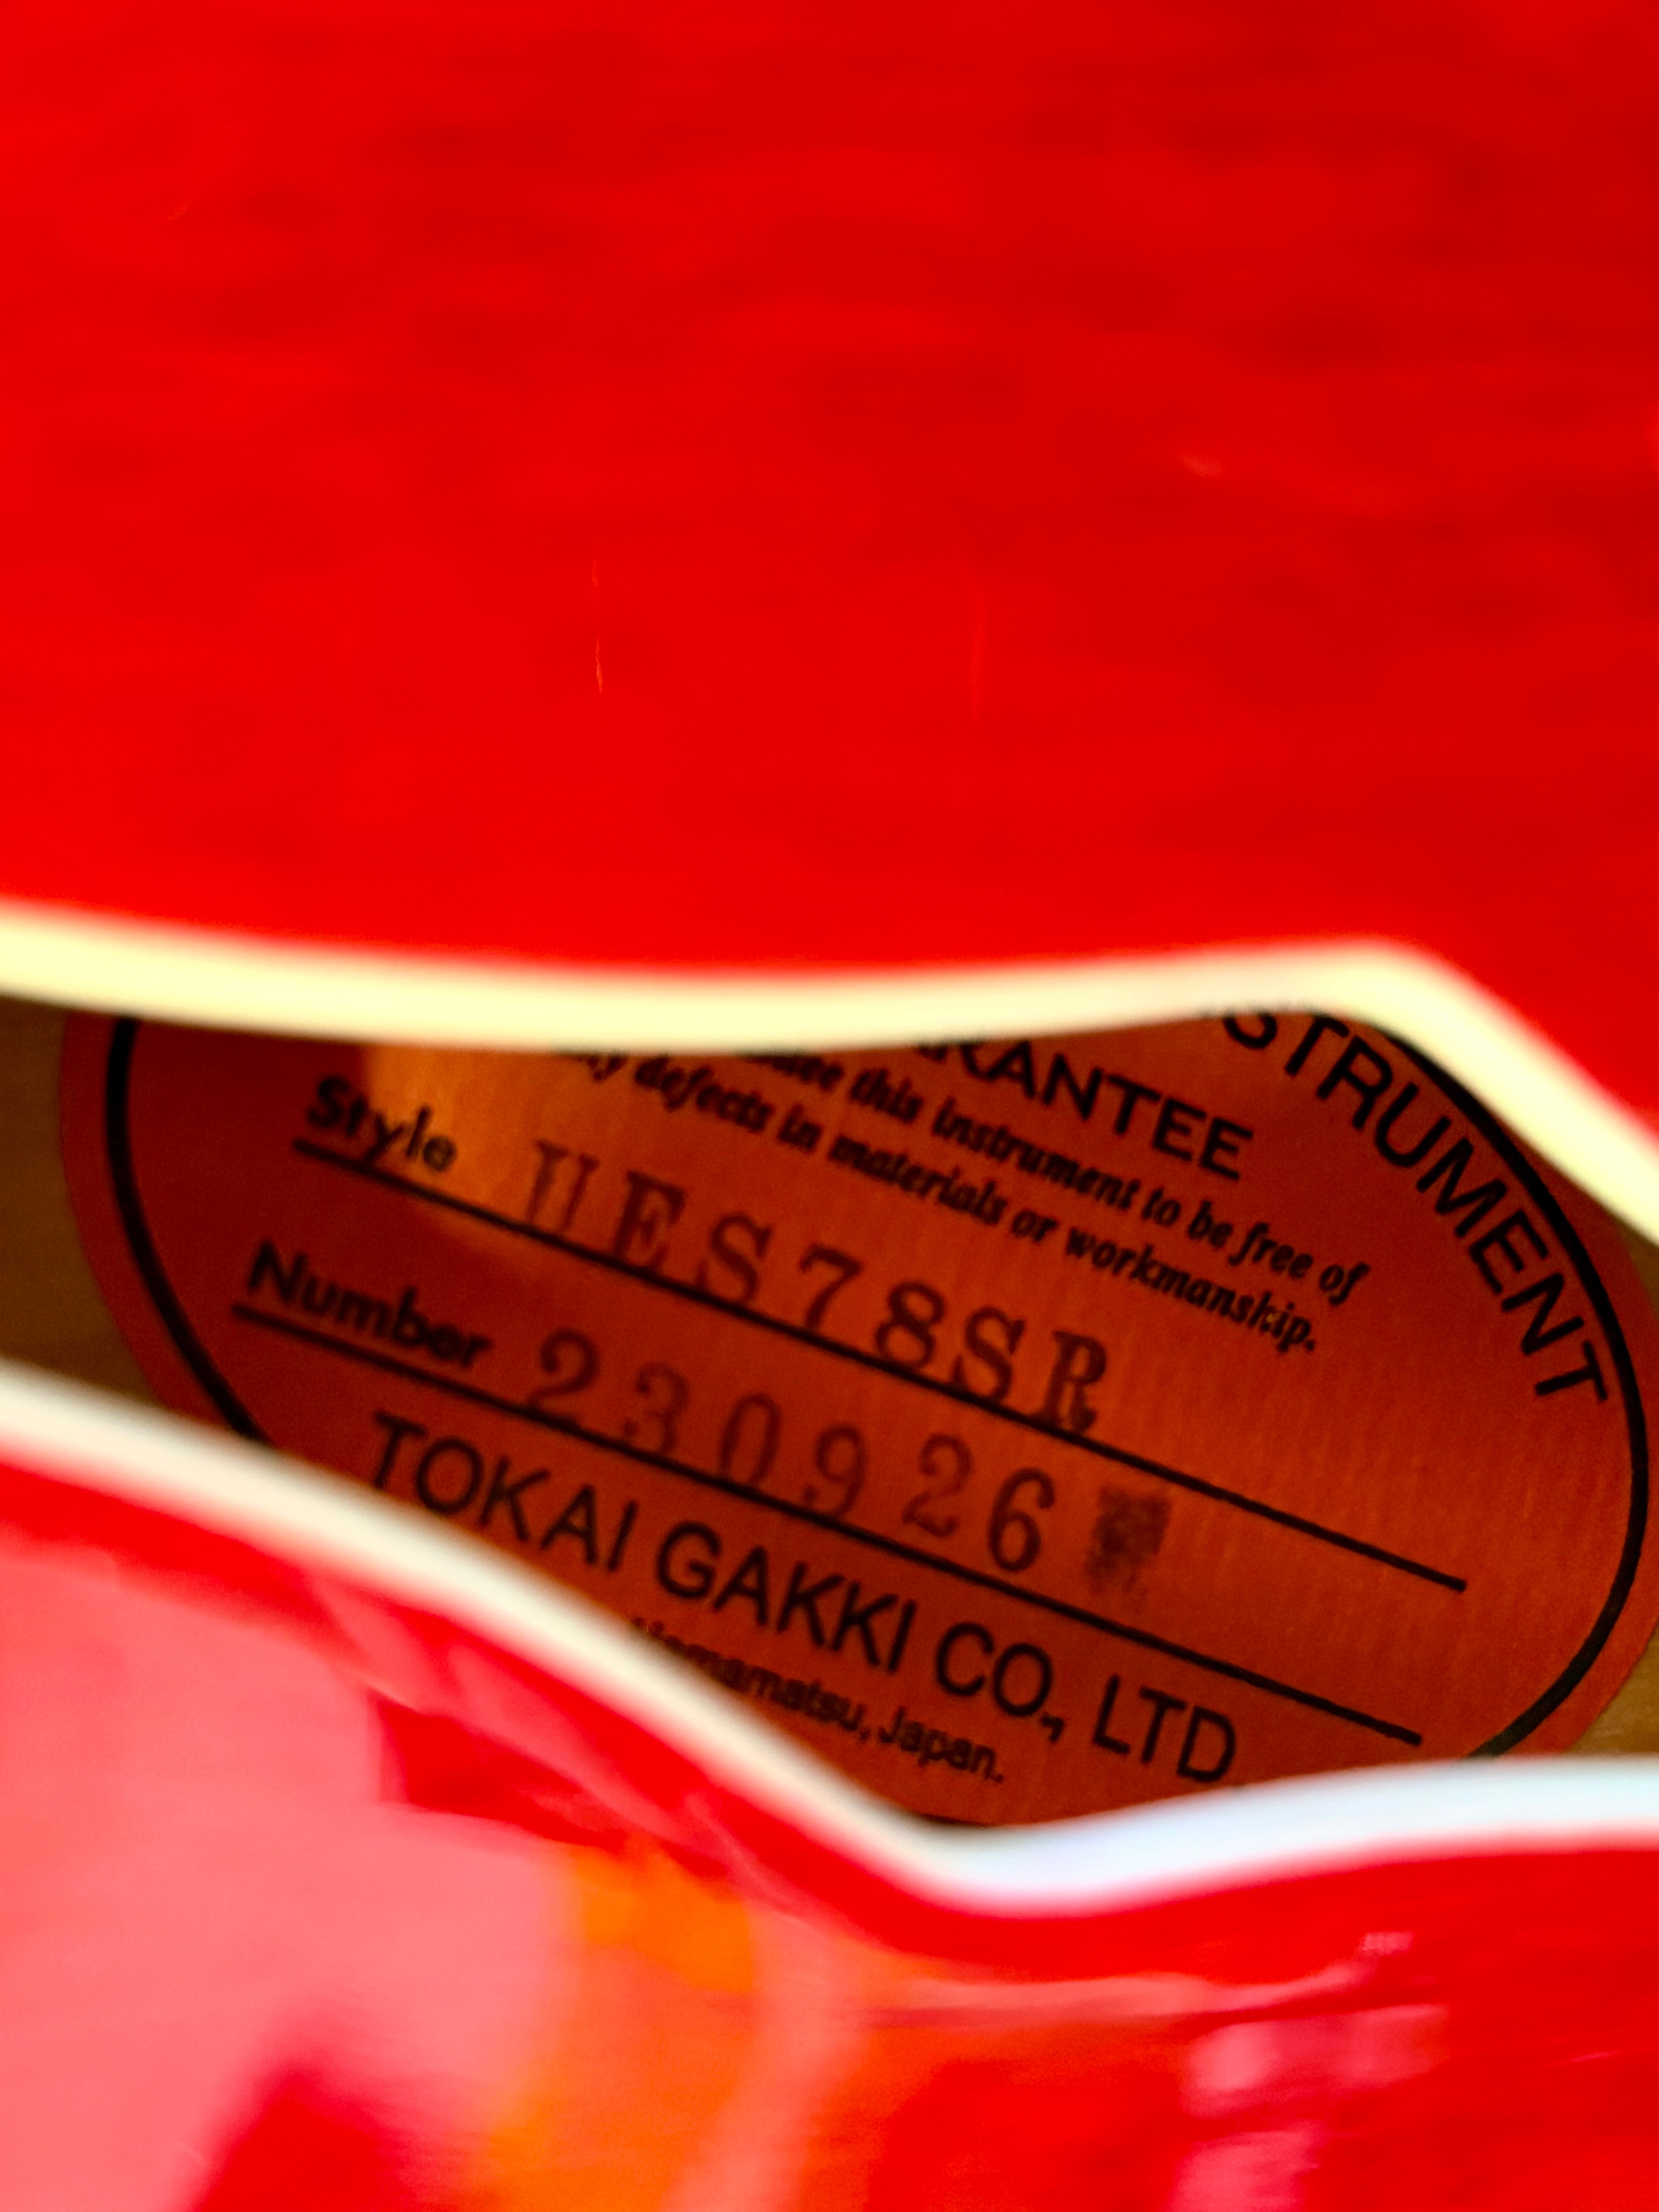 STRUMENT
RANTEE
this instrument to be free of
defects in materials or workmanship.
Style UES78SR
Number 230926
TOKAI GAKKI CO., LTD
Japan.